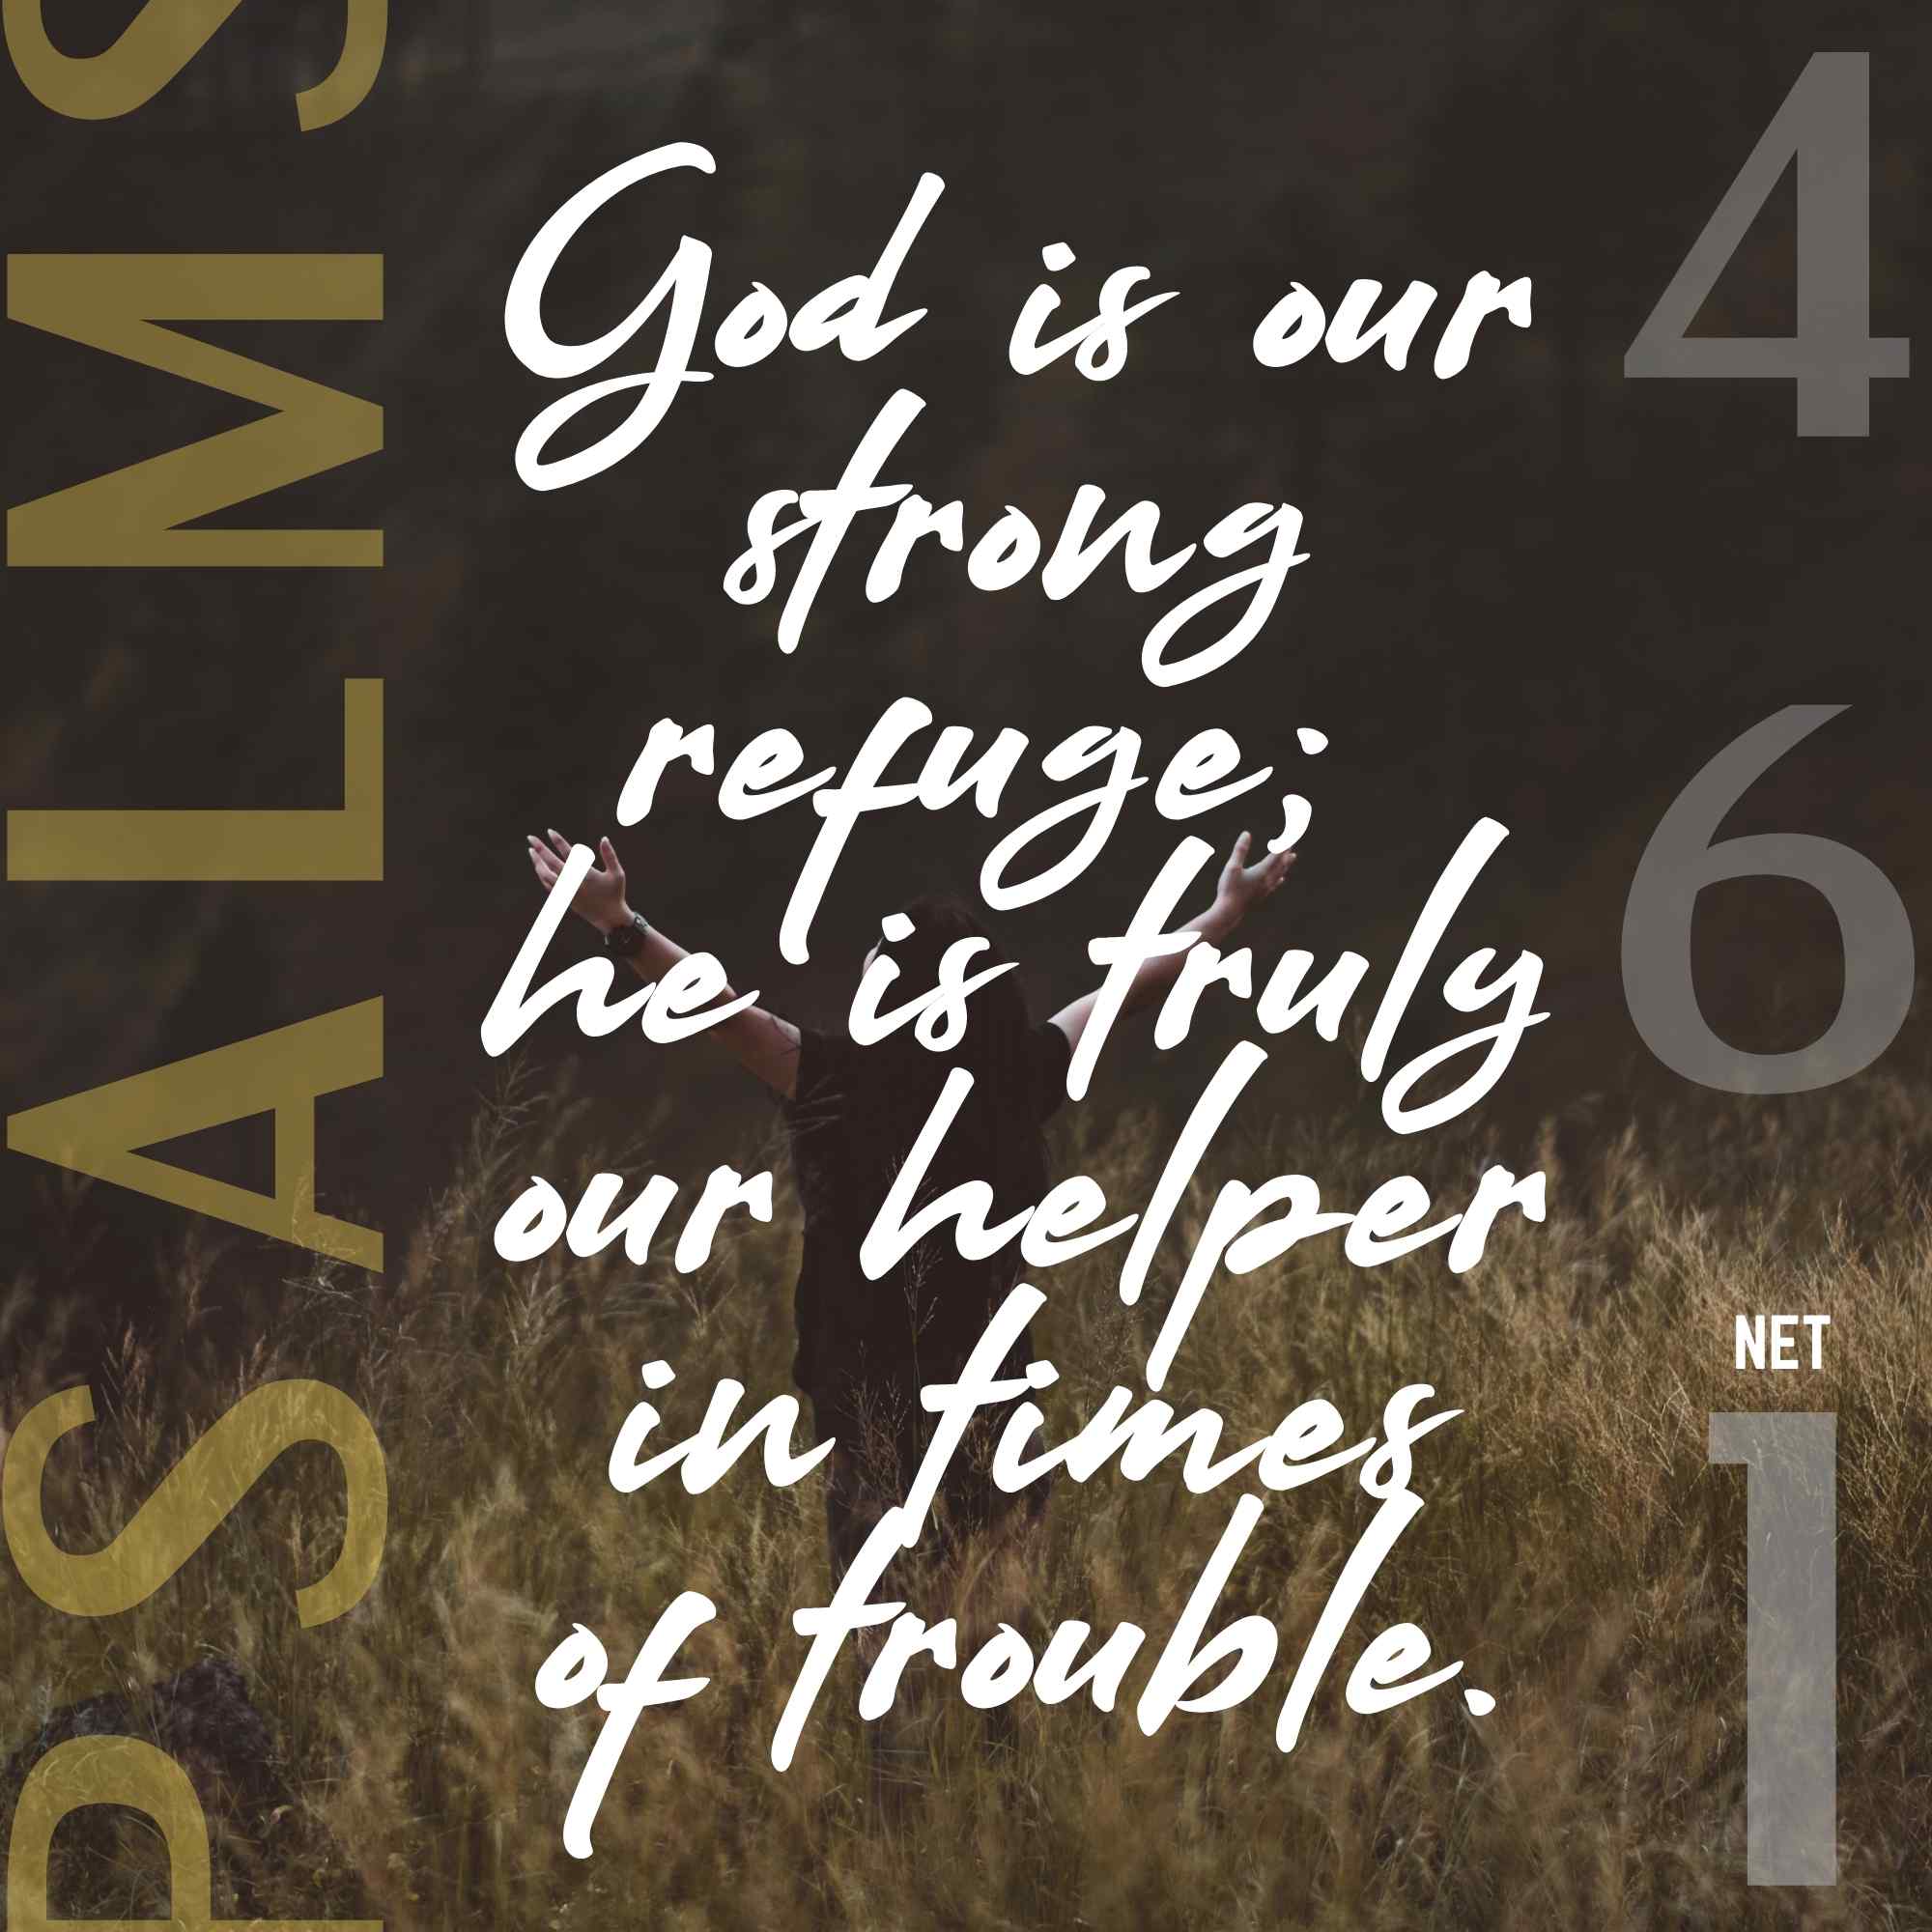 PSALMS
God is our
strong
refuge;
he is truly
our helper
in times
of trouble.
4
6
NET
1